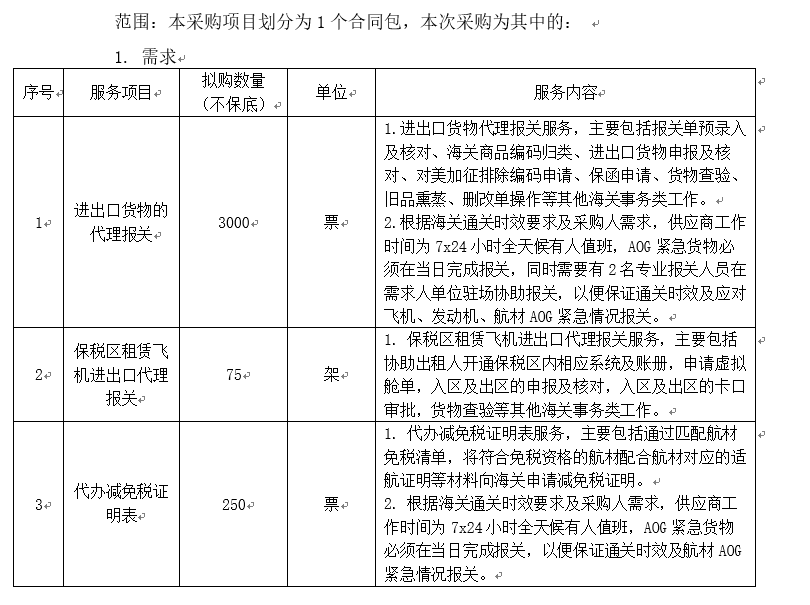 范围：本采购项目划分为 1 个合同包，本次采购为其中的：
1. 需求
序号 服务项目 拟购数量（不保底） 单位 服务内容
1 进出口货物的代理报关 3000 票
1.进出口货物代理报关服务，主要包括报关单预录入
及核对、海关商品编码归类、进出口货物申报及核
对、对美加征排除编码申请、保函申请、货物查验、
旧品熏蒸、删改单操作等其他海关事务类工作。
2.根据海关通关时效要求及采购人需求，供应商工作
时间为 7x24 小时全天候有人值班，AOG 紧急货物必
须在当日完成报关，同时需要有 2 名专业报关人员在
需求人单位驻场协助报关，以便保证通关时效及应对
飞机、发动机、航材 AOG 紧急情况报关。
2 保税区租赁飞机进出口代理报关 75 架
1. 保税区租赁飞机进出口代理报关服务，主要包括
协助出租人开通保税区内相应系统及账册，申请虚拟
舱单，入区及出区的申报及核对，入区及出区的卡口
审批，货物查验等其他海关事务类工作。
3 代办减免税证明表 250 票
1. 代办减免税证明表服务，主要包括通过匹配航材
免税清单，将符合免税资格的航材配合航材对应的适
航证明等材料向海关申请减免税证明。
2. 根据海关通关时效要求及采购人需求，供应商工
作时间为 7x24 小时全天候有人值班，AOG 紧急货物
必须在当日完成报关，以便保证通关时效及航材 AOG
紧急情况报关。